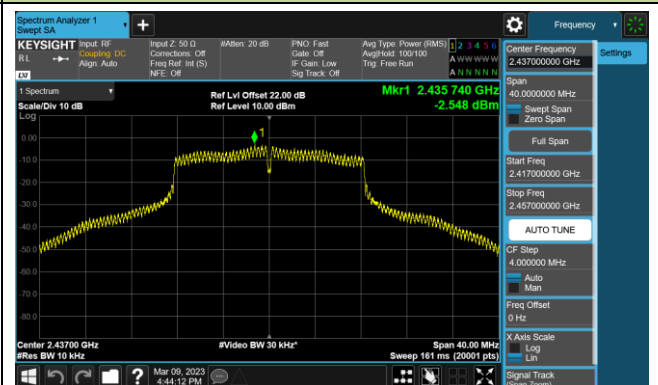 Spectrum Analyzer 1
Swept SA
+
Frequency
KEYSIGHT
RL
LXI
Input: RF
Coupling: DC
Align: Auto
Input Z: 50 Ω
Corrections: Off
Freq Ref: Int (S)
NFE: Off
#Atten: 20 dB
PNO: Fast
Gate: Off
IF Gain: Low
Sig Track: Off
Avg Type: Power (RMS)
Avg|Hold: 100/100
Trig: Free Run
1 2 3 4 5 6
A W W W W W
A N N N N N
1 Spectrum
Scale/Div 10 dB
Log
Ref Lvl Offset 22.00 dB
Ref Level 10.00 dBm
Mkr1 2.435 740 GHz
-2.548 dBm
1
0.00
-10.0
-20.0
-30.0
-40.0
-50.0
-60.0
-70.0
-80.0
Center 2.43700 GHz
#Res BW 10 kHz
#Video BW 30 kHz*
Span 40.00 MHz
Sweep 161 ms (20001 pts)
Center Frequency
2.437000000 GHz
Settings
Span
40.0000000 MHz
Swept Span
Zero Span
Full Span
Start Freq
2.417000000 GHz
Stop Freq
2.457000000 GHz
AUTO TUNE
CF Step
4.000000 MHz
Auto
Man
Freq Offset
0 Hz
X Axis Scale
Log
Lin
Signal Track
(Span Zoom)
?
Mar 09, 2023
4:44:12 PM